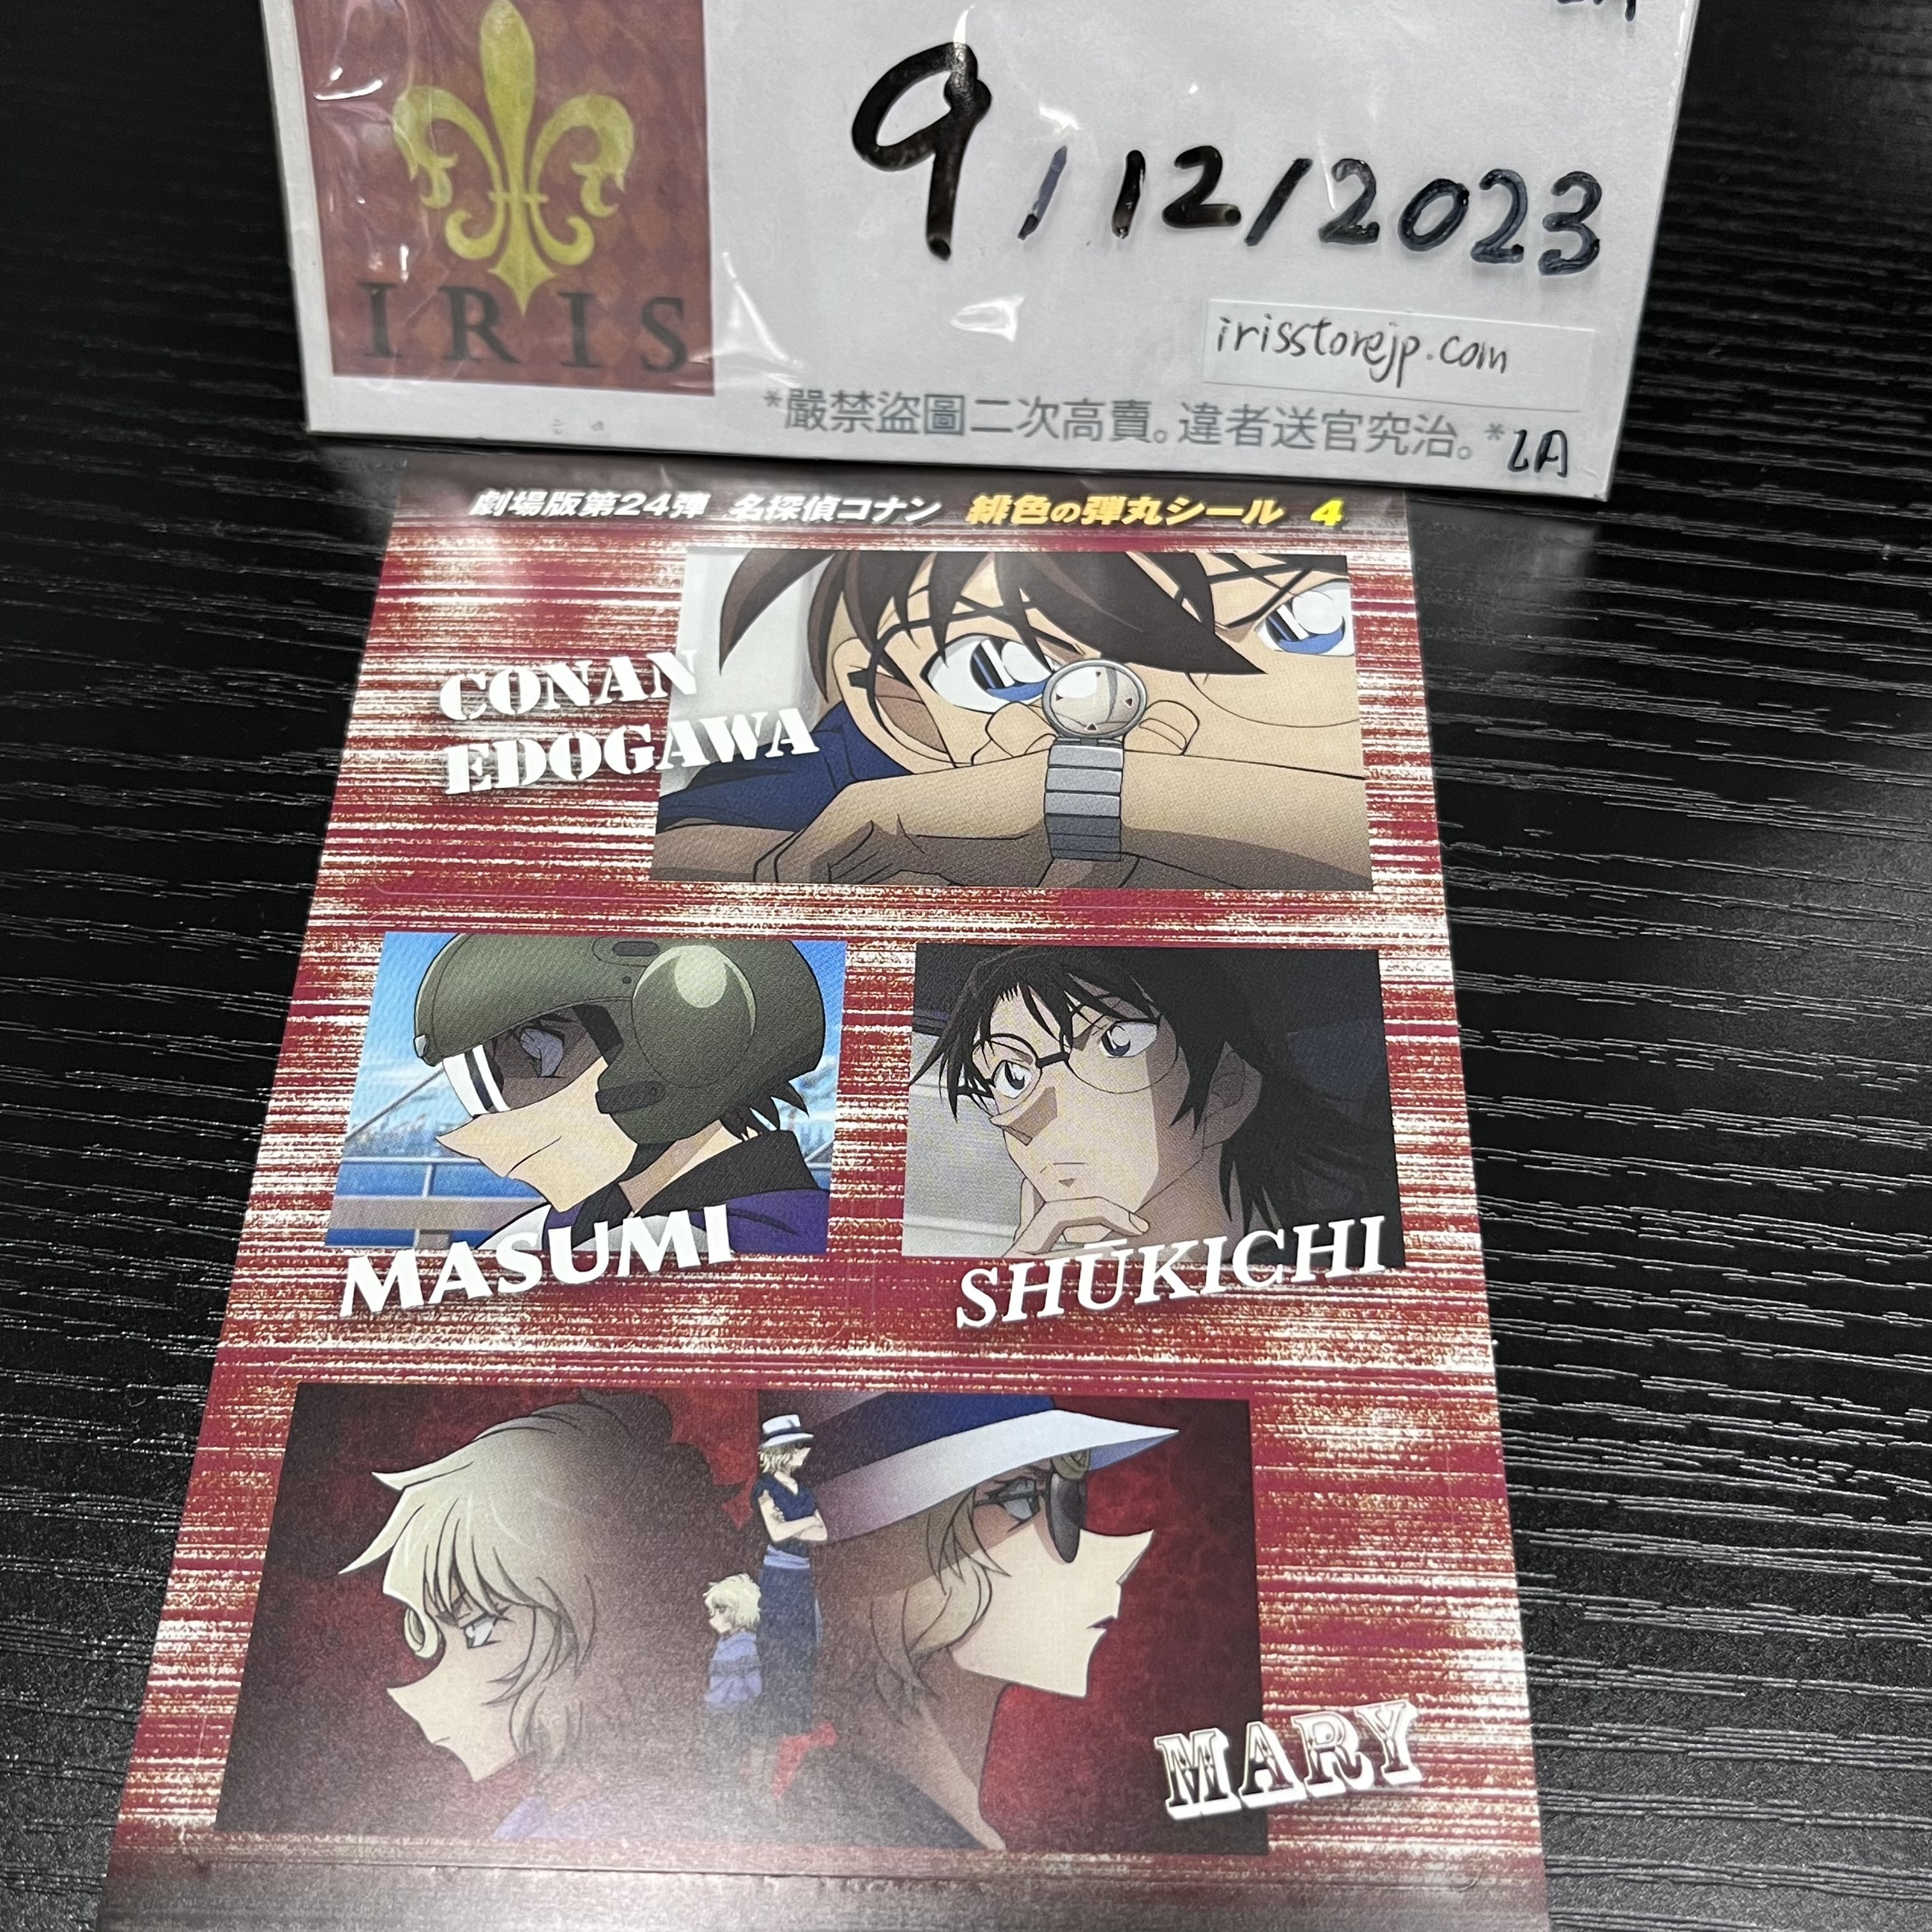 9/12/2023
IRIS
irisstorejp.com
*嚴禁盜圖二次高賣。違者送官究治。*
LA
劇場版第24弾 名探偵コナン 緋色の弾丸シール 4
CONAN
EDOGAWA
MASUMI
SHŪKICHI
MARY